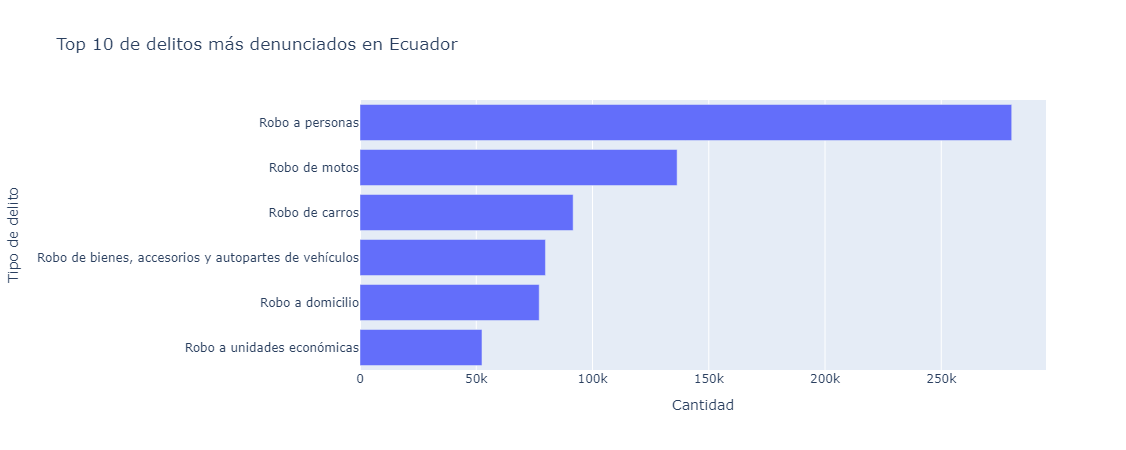 Top 10 de delitos más denunciados en Ecuador
Tipo de delito
Robo a personas
Robo de motos
Robo de carros
Robo de bienes, accesorios y autopartes de vehículos
Robo a domicilio
Robo a unidades económicas
0 50k 100k 150k 200k 250k
Cantidad